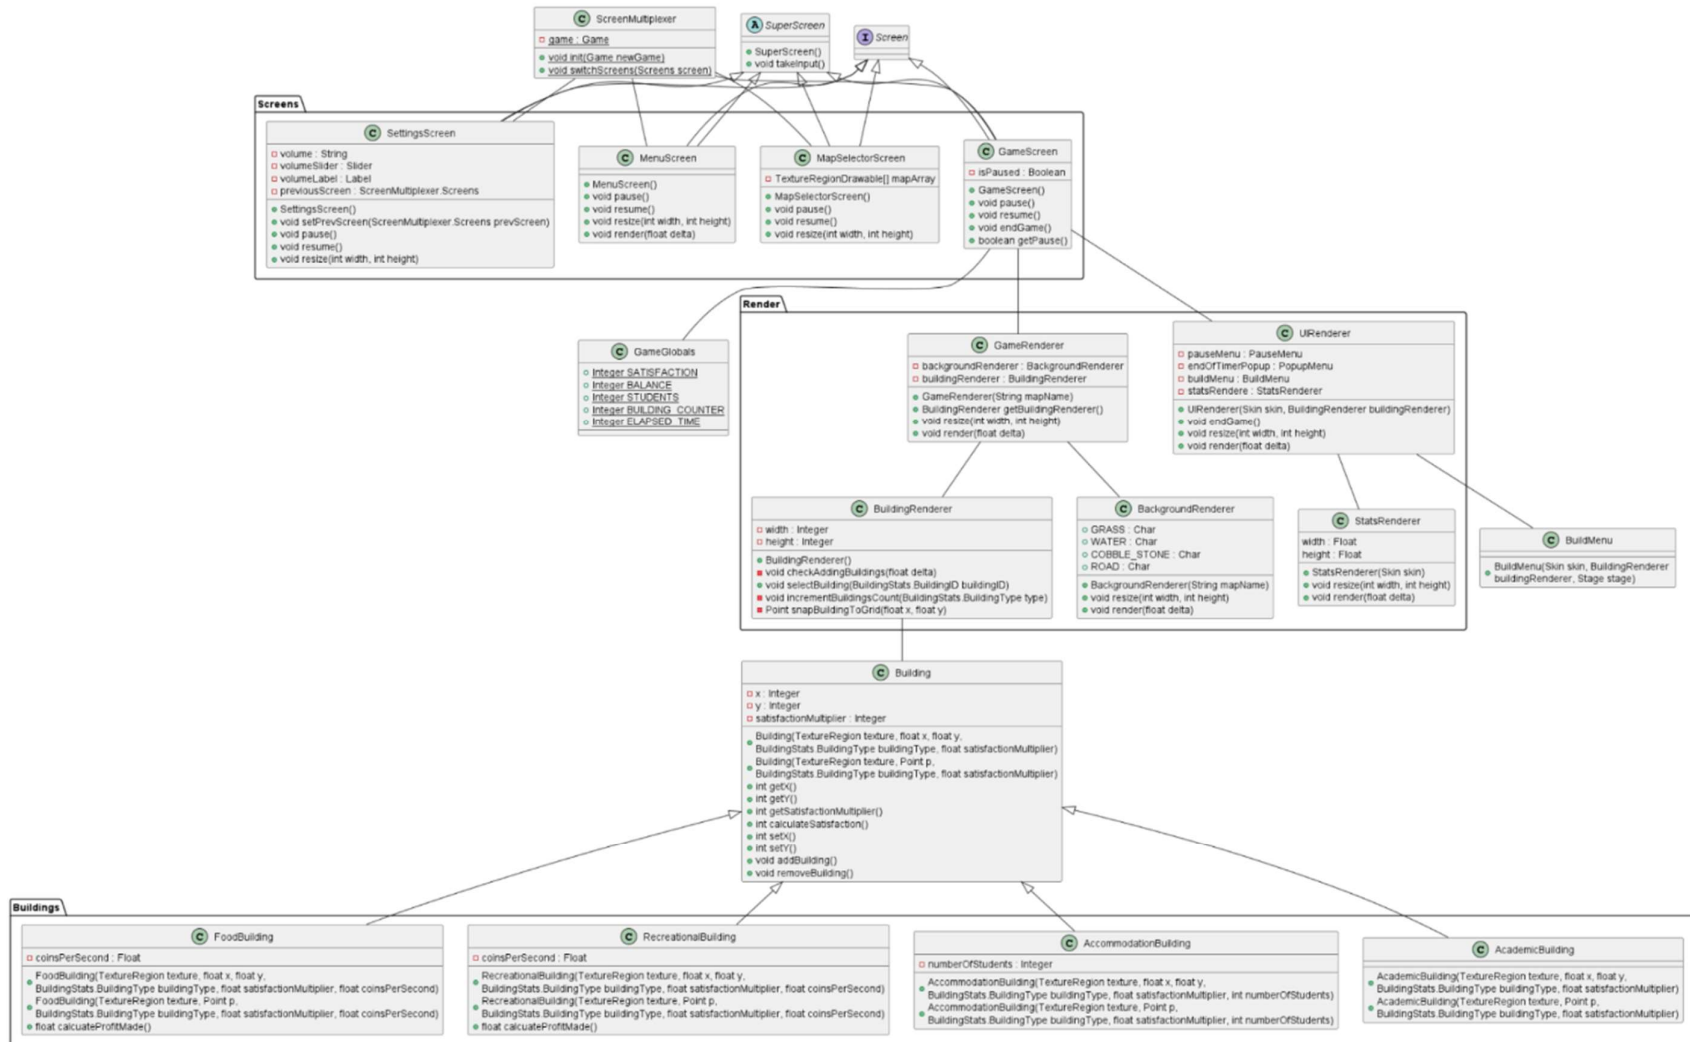 C ScreenMultiplexer
game : Game
void init(Game newGame)
void switchScreens(Screens screen)
A SuperScreen
SuperScreen()
void takeInput()
I Screen
Screens
C SettingsScreen
volume : String
volumeSlider : Slider
volumeLabel : Label
previousScreen : ScreenMultiplexer.Screens
SettingsScreen()
void setPrevScreen(ScreenMultiplexer.Screens prevScreen)
void pause()
void resume()
void resize(int width, int height)
C MenuScreen
MenuScreen()
void pause()
void resume()
void resize(int width, int height)
void render(float delta)
C MapSelectorScreen
TextureRegionDrawable[] mapArray
MapSelectorScreen()
void pause()
void resume()
void resize(int width, int height)
C GameScreen
isPaused : Boolean
GameScreen()
void pause()
void resume()
void endGame()
boolean getPause()
C GameGlobals
Integer SATISFACTION
Integer BALANCE
Integer STUDENTS
Integer BUILDING_COUNTER
Integer ELAPSED_TIME
Render
C GameRenderer
backgroundRenderer : BackgroundRenderer
buildingRenderer : BuildingRenderer
GameRenderer(String mapName)
BuildingRenderer getBuildingRenderer()
void resize(int width, int height)
void render(float delta)
C UIRenderer
pauseMenu : PauseMenu
endOfTimerPopup : PopupMenu
buildMenu : BuildMenu
statsRendere : StatsRenderer
UIRenderer(Skin skin, BuildingRenderer buildingRenderer)
void endGame()
void resize(int width, int height)
void render(float delta)
C BuildingRenderer
width : Integer
height : Integer
BuildingRenderer()
void checkAddingBuildings(float delta)
void selectBuilding(BuildingStats.BuildingID buildingID)
void incrementBuildingsCount(BuildingStats.BuildingType type)
Point snapBuildingToGrid(float x, float y)
C BackgroundRenderer
GRASS : Char
WATER : Char
COBBLE_STONE : Char
ROAD : Char
BackgroundRenderer(String mapName)
void resize(int width, int height)
void render(float delta)
C StatsRenderer
width : Float
height : Float
StatsRenderer(Skin skin)
void resize(int width, int height)
void render(float delta)
C BuildMenu
BuildMenu(Skin skin, BuildingRenderer
buildingRenderer, Stage stage)
C Building
x : Integer
y : Integer
satisfactionMultiplier : Integer
Building(TextureRegion texture, float x, float y,
BuildingStats.BuildingType buildingType, float satisfactionMultiplier)
Building(TextureRegion texture, Point p,
BuildingStats.BuildingType buildingType, float satisfactionMultiplier)
int getX()
int getY()
int getSatisfactionMultiplier()
int calculateSatisfaction()
int setX()
int setY()
void addBuilding()
void removeBuilding()
Buildings
C FoodBuilding
coinsPerSecond : Float
FoodBuilding(TextureRegion texture, float x, float y,
BuildingStats.BuildingType buildingType, float satisfactionMultiplier, float coinsPerSecond)
FoodBuilding(TextureRegion texture, Point p,
BuildingStats.BuildingType buildingType, float satisfactionMultiplier, float coinsPerSecond)
float calcuateProfitMade()
C RecreationalBuilding
coinsPerSecond : Float
RecreationalBuilding(TextureRegion texture, float x, float y,
BuildingStats.BuildingType buildingType, float satisfactionMultiplier, float coinsPerSecond)
RecreationalBuilding(TextureRegion texture, Point p,
BuildingStats.BuildingType buildingType, float satisfactionMultiplier, float coinsPerSecond)
float calcuateProfitMade()
C AccommodationBuilding
numberOfStudents : Integer
AccommodationBuilding(TextureRegion texture, float x, float y,
BuildingStats.BuildingType buildingType, float satisfactionMultiplier, int numberOfStudents)
AccommodationBuilding(TextureRegion texture, Point p,
BuildingStats.BuildingType buildingType, float satisfactionMultiplier, int numberOfStudents)
C AcademicBuilding
AcademicBuilding(TextureRegion texture, float x, float y,
BuildingStats.BuildingType buildingType, float satisfactionMultiplier)
AcademicBuilding(TextureRegion texture, Point p,
BuildingStats.BuildingType buildingType, float satisfactionMultiplier)